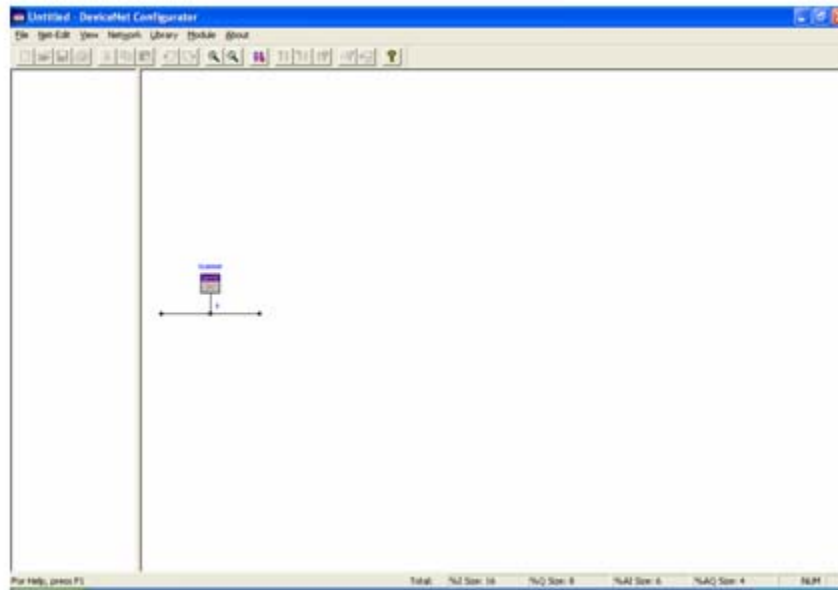 Untitled - DeviceNet Configurator
File Net-Edit View Network Library Module About
Scanner
For Help, press F1 Total: %I Size: 16 %Q Size: 8 %AI Size: 6 %AQ Size: 4 NUM